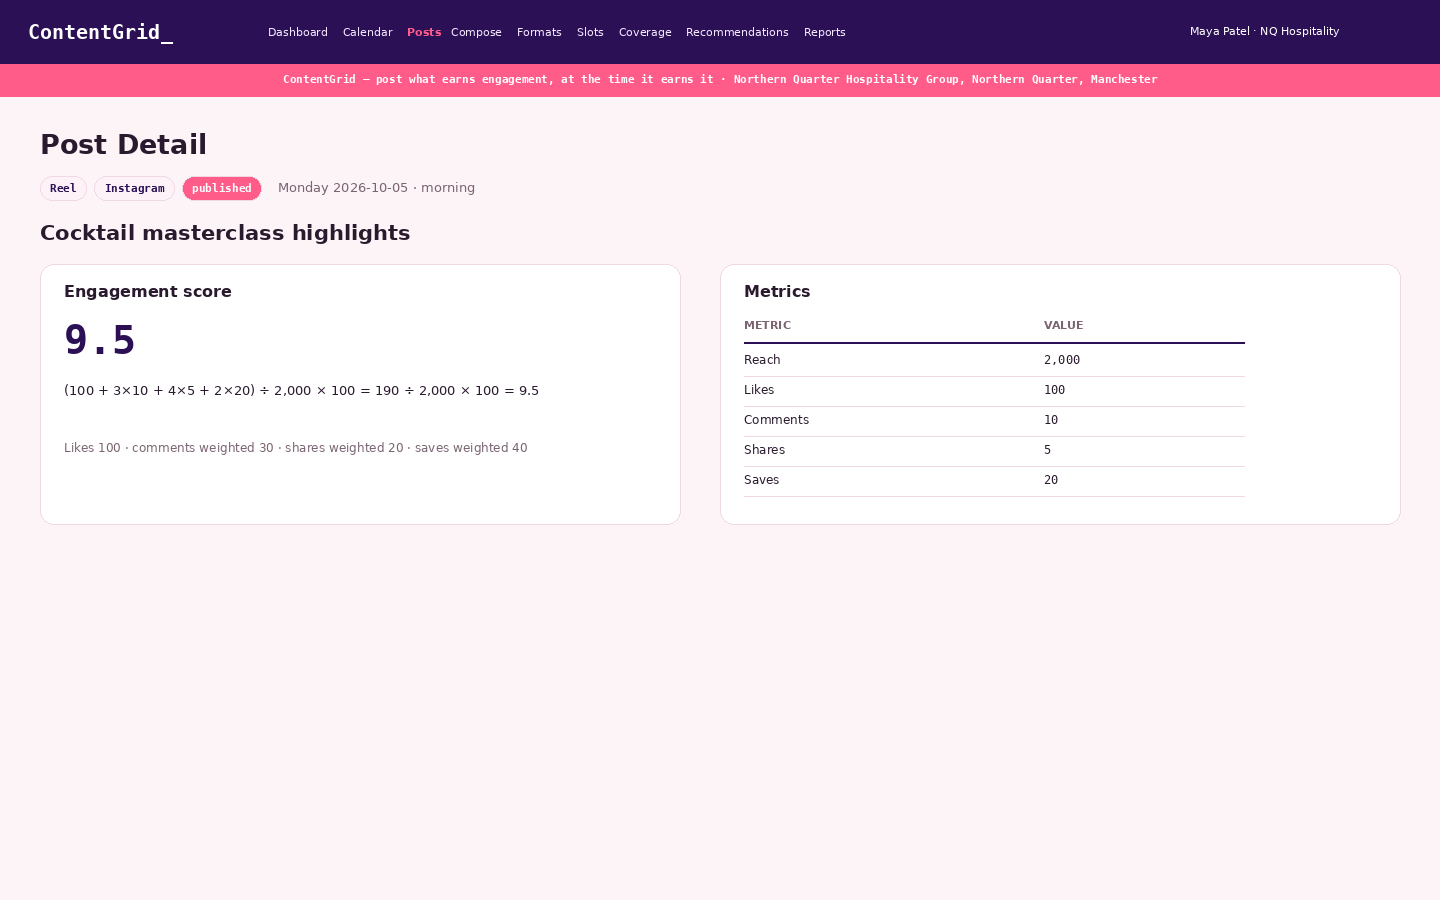 ContentGrid_
Dashboard Calendar Posts Compose Formats Slots Coverage Recommendations Reports
Maya Patel · NQ Hospitality
ContentGrid — post what earns engagement, at the time it earns it · Northern Quarter Hospitality Group, Northern Quarter, Manchester
Post Detail
Reel Instagram published Monday 2026-10-05 · morning
Cocktail masterclass highlights
Engagement score
9.5
(100 + 3×10 + 4×5 + 2×20) ÷ 2,000 × 100 = 190 ÷ 2,000 × 100 = 9.5
Likes 100 · comments weighted 30 · shares weighted 20 · saves weighted 40
Metrics
METRIC VALUE
Reach 2,000
Likes 100
Comments 10
Shares 5
Saves 20